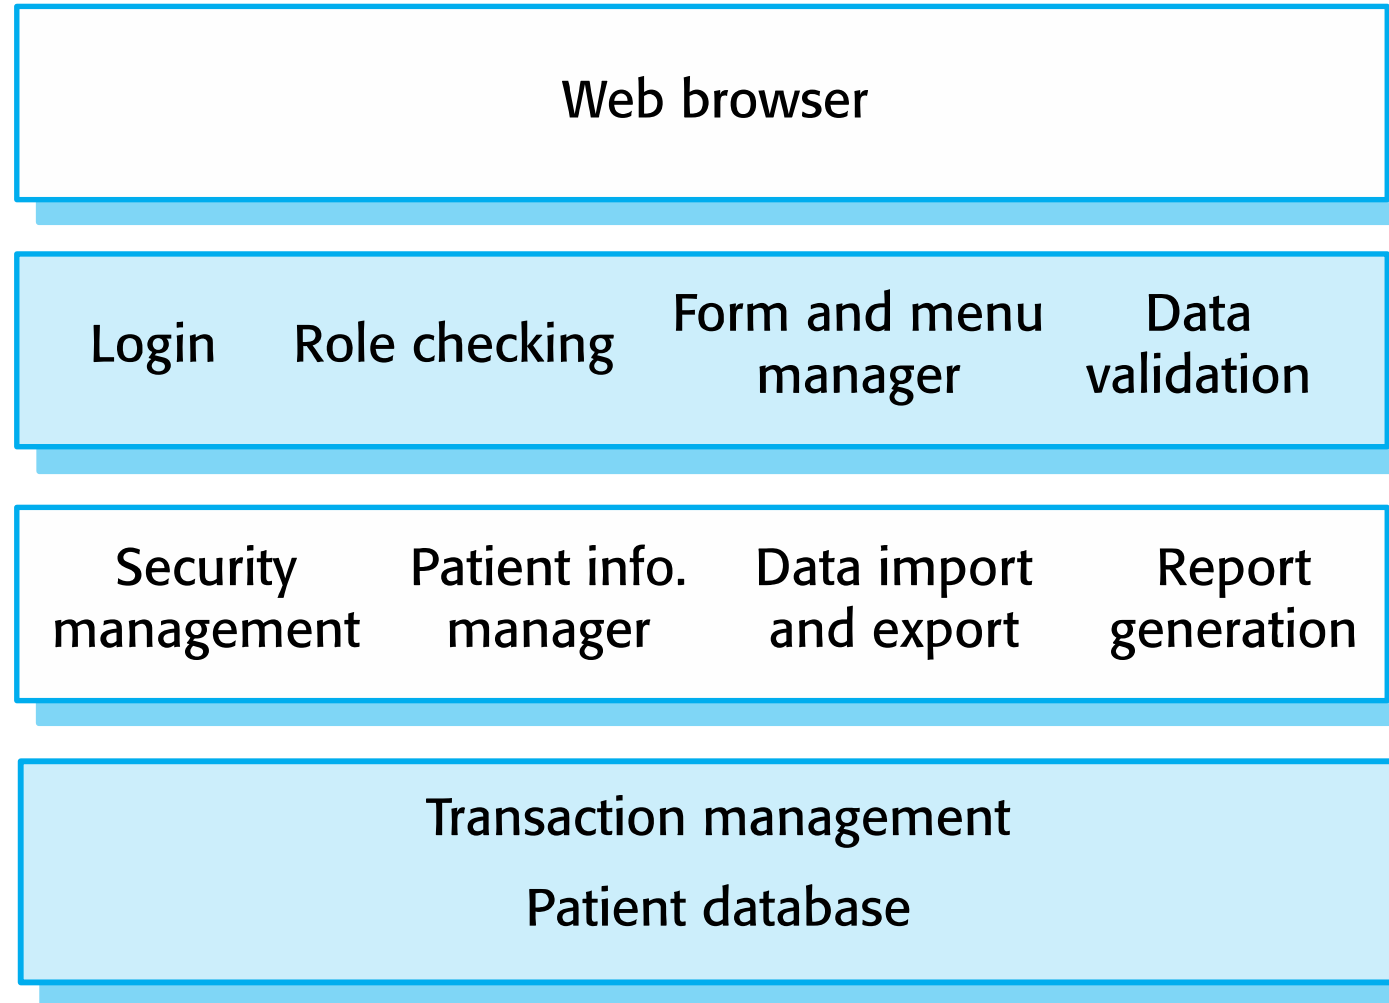 Web browser
Login
Role checking
Form and menu
manager
Data
validation
Security
management
Patient info.
manager
Data import
and export
Report
generation
Transaction management
Patient database